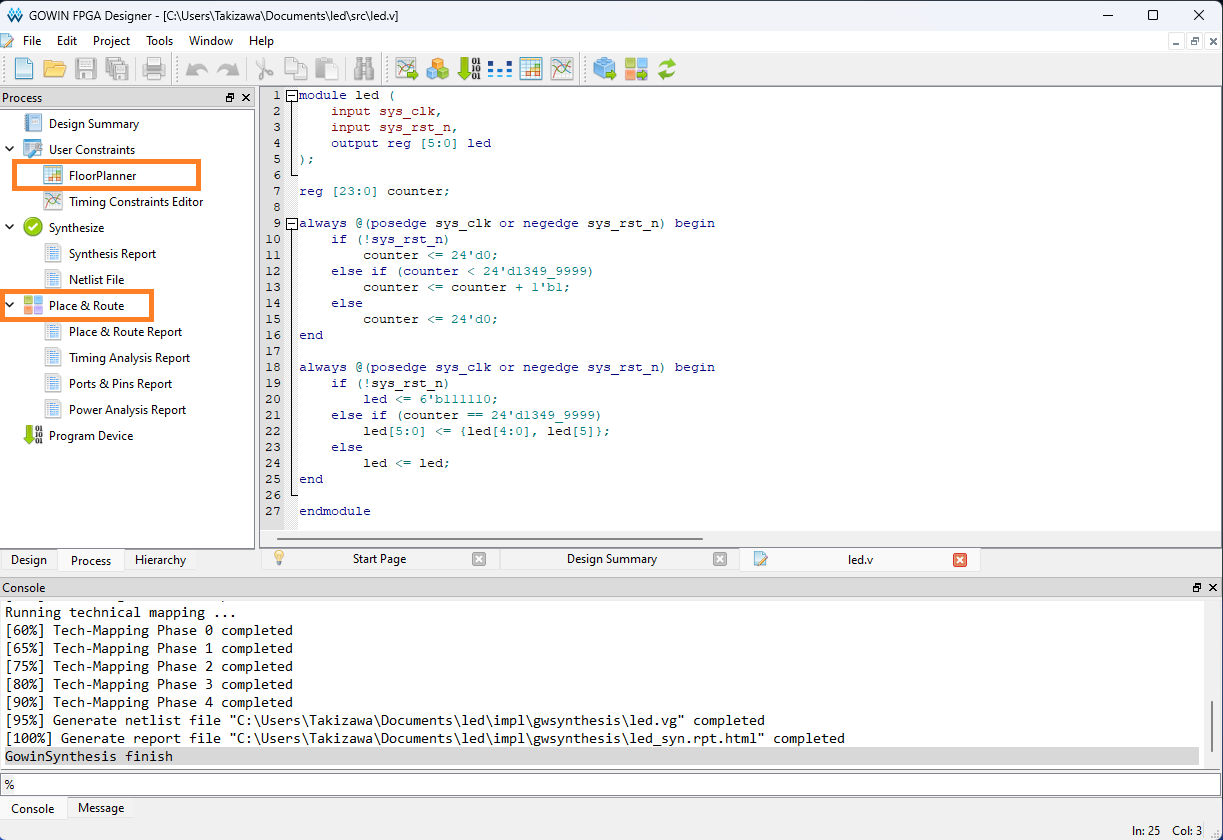 GOWIN FPGA Designer - [C:\Users\Takizawa\Documents\led\src\led.v]
File Edit Project Tools Window Help
Process
Design Summary
User Constraints
FloorPlanner
Timing Constraints Editor
Synthesize
Synthesis Report
Netlist File
Place & Route
Place & Route Report
Timing Analysis Report
Ports & Pins Report
Power Analysis Report
Program Device
Design Process Hierarchy
1 module led (
2     input sys_clk,
3     input sys_rst_n,
4     output reg [5:0] led
5 );
6
7 reg [23:0] counter;
8
9 always @(posedge sys_clk or negedge sys_rst_n) begin
10     if (!sys_rst_n)
11         counter <= 24'd0;
12     else if (counter < 24'd1349_9999)
13         counter <= counter + 1'b1;
14     else
15         counter <= 24'd0;
16 end
17
18 always @(posedge sys_clk or negedge sys_rst_n) begin
19     if (!sys_rst_n)
20         led <= 6'b111110;
21     else if (counter == 24'd1349_9999)
22         led[5:0] <= {led[4:0], led[5]};
23     else
24         led <= led;
25 end
26
27 endmodule
Start Page Design Summary led.v
Console
Running technical mapping ...
[60%] Tech-Mapping Phase 0 completed
[65%] Tech-Mapping Phase 1 completed
[75%] Tech-Mapping Phase 2 completed
[80%] Tech-Mapping Phase 3 completed
[90%] Tech-Mapping Phase 4 completed
[95%] Generate netlist file "C:\Users\Takizawa\Documents\led\impl\gwsynthesis\led.vg" completed
[100%] Generate report file "C:\Users\Takizawa\Documents\led\impl\gwsynthesis\led_syn.rpt.html" completed
GowinSynthesis finish
%
Console Message
In: 25 Col: 3